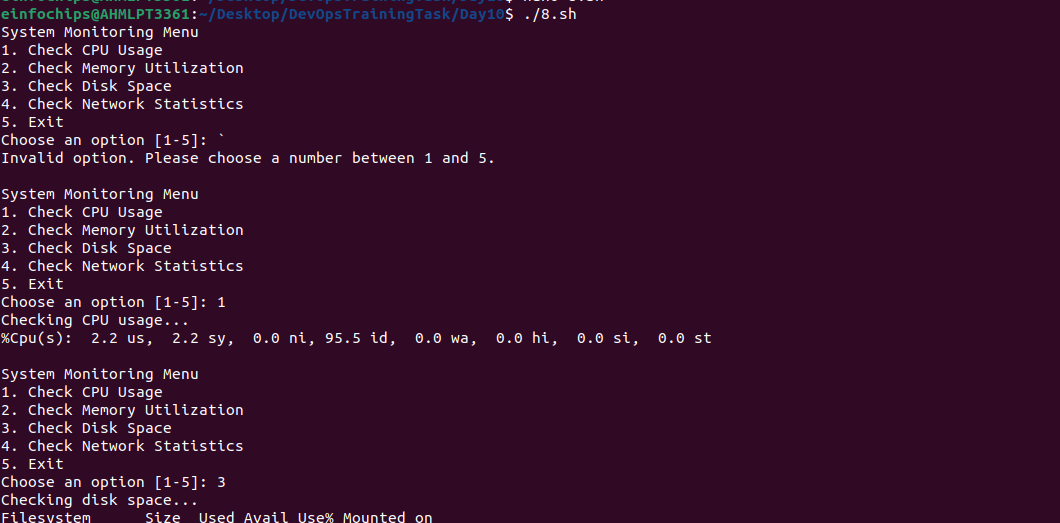 einfochips@AHMLPT3361:~/Desktop/DevOpsTrainingTask/Day10$ ./8.sh
System Monitoring Menu
1. Check CPU Usage
2. Check Memory Utilization
3. Check Disk Space
4. Check Network Statistics
5. Exit
Choose an option [1-5]: `
Invalid option. Please choose a number between 1 and 5.

System Monitoring Menu
1. Check CPU Usage
2. Check Memory Utilization
3. Check Disk Space
4. Check Network Statistics
5. Exit
Choose an option [1-5]: 1
Checking CPU usage...
%Cpu(s):  2.2 us,  2.2 sy,  0.0 ni, 95.5 id,  0.0 wa,  0.0 hi,  0.0 si,  0.0 st

System Monitoring Menu
1. Check CPU Usage
2. Check Memory Utilization
3. Check Disk Space
4. Check Network Statistics
5. Exit
Choose an option [1-5]: 3
Checking disk space...
Filesystem      Size  Used Avail Use% Mounted on